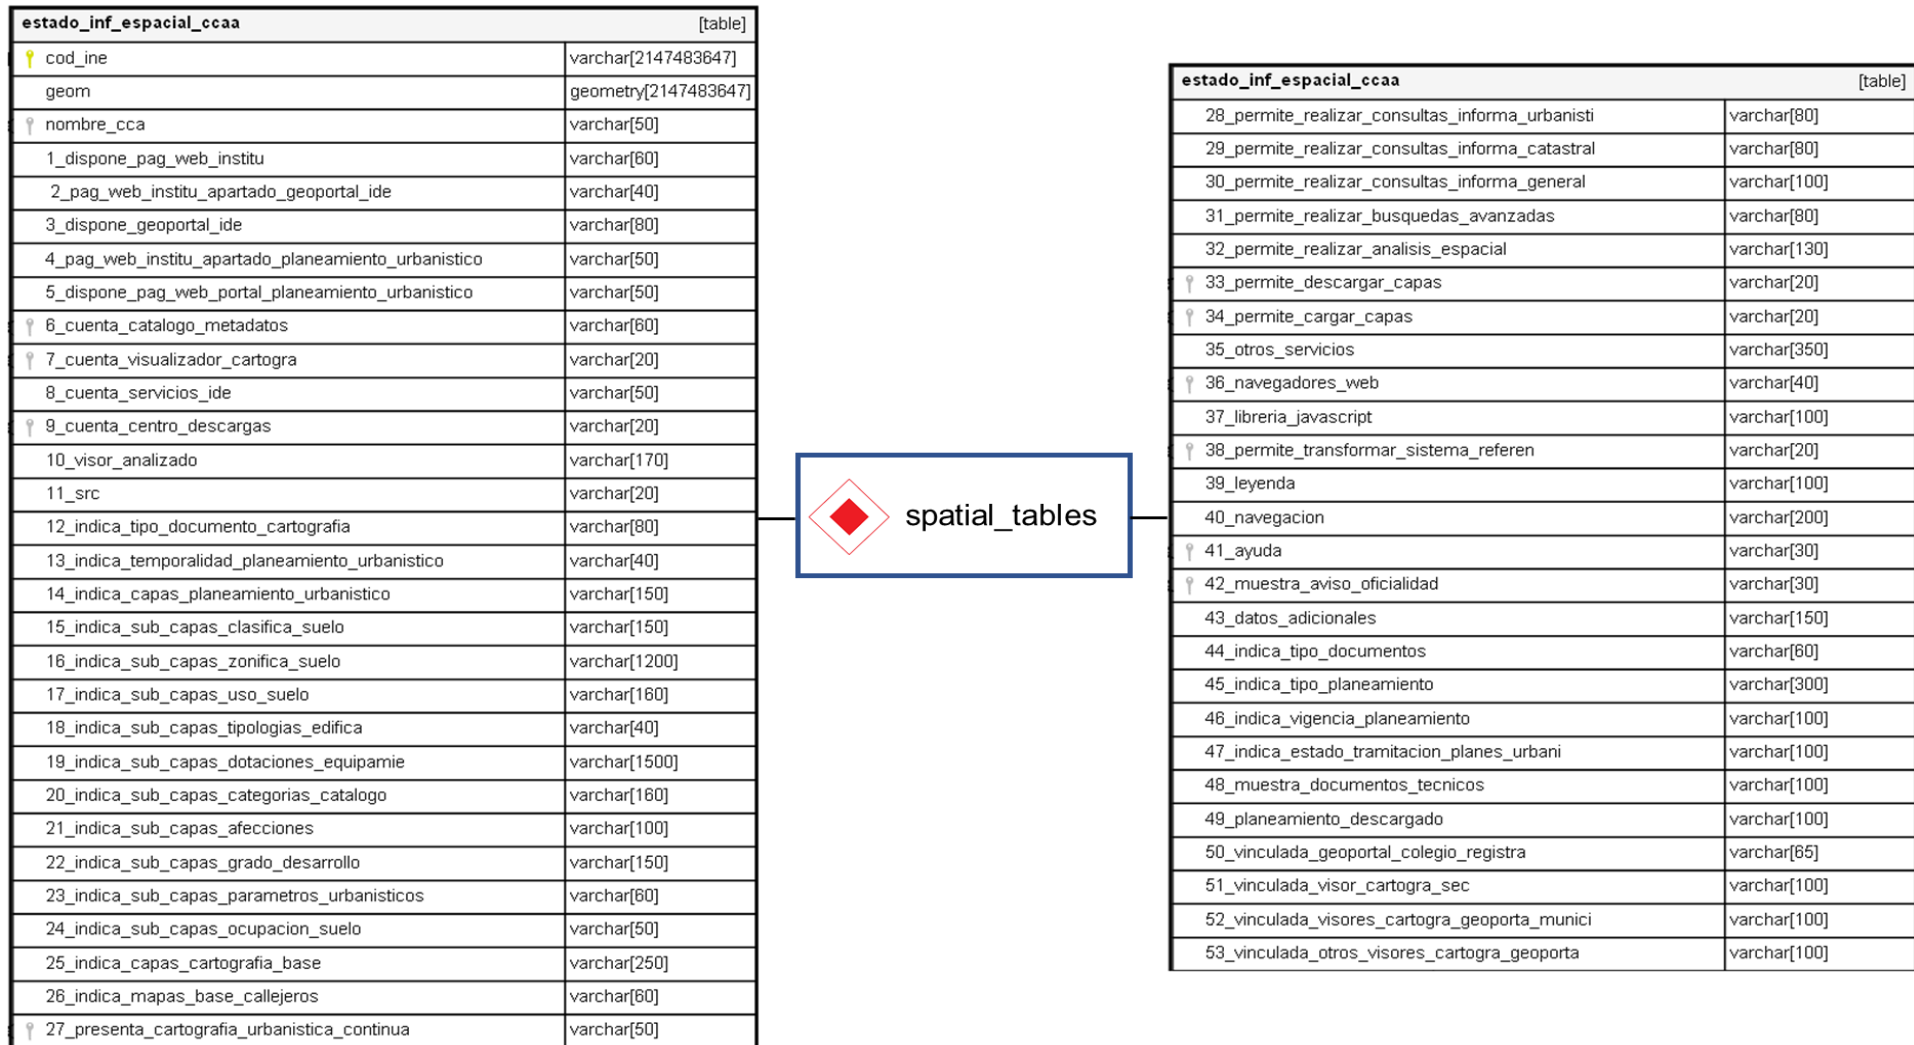 estado_inf_espacial_ccaa [table]
cod_ine varchar[2147483647]
geom geometry[2147483647]
nombre_cca varchar[50]
1_dispone_pag_web_institu varchar[60]
2_pag_web_institu_apartado_geoportal_ide varchar[40]
3_dispone_geoportal_ide varchar[80]
4_pag_web_institu_apartado_planeamiento_urbanistico varchar[50]
5_dispone_pag_web_portal_planeamiento_urbanistico varchar[50]
6_cuenta_catalogo_metadatos varchar[60]
7_cuenta_visualizador_cartogra varchar[20]
8_cuenta_servicios_ide varchar[50]
9_cuenta_centro_descargas varchar[20]
10_visor_analizado varchar[170]
11_src varchar[20]
12_indica_tipo_documento_cartografia varchar[80]
13_indica_temporalidad_planeamiento_urbanistico varchar[40]
14_indica_capas_planeamiento_urbanistico varchar[150]
15_indica_sub_capas_clasifica_suelo varchar[150]
16_indica_sub_capas_zonifica_suelo varchar[1200]
17_indica_sub_capas_uso_suelo varchar[160]
18_indica_sub_capas_tipologias_edifica varchar[40]
19_indica_sub_capas_dotaciones_equipamie varchar[1500]
20_indica_sub_capas_categorias_catalogo varchar[160]
21_indica_sub_capas_afecciones varchar[100]
22_indica_sub_capas_grado_desarrollo varchar[150]
23_indica_sub_capas_parametros_urbanisticos varchar[60]
24_indica_sub_capas_ocupacion_suelo varchar[50]
25_indica_capas_cartografia_base varchar[250]
26_indica_mapas_base_callejeros varchar[60]
27_presenta_cartografia_urbanistica_continua varchar[50]
spatial_tables
estado_inf_espacial_ccaa [table]
28_permite_realizar_consultas_informa_urbanisti varchar[80]
29_permite_realizar_consultas_informa_catastral varchar[80]
30_permite_realizar_consultas_informa_general varchar[100]
31_permite_realizar_busquedas_avanzadas varchar[80]
32_permite_realizar_analisis_espacial varchar[130]
33_permite_descargar_capas varchar[20]
34_permite_cargar_capas varchar[20]
35_otros_servicios varchar[350]
36_navegadores_web varchar[40]
37_libreria_javascript varchar[100]
38_permite_transformar_sistema_referen varchar[20]
39_leyenda varchar[100]
40_navegacion varchar[200]
41_ayuda varchar[30]
42_muestra_aviso_oficialidad varchar[30]
43_datos_adicionales varchar[150]
44_indica_tipo_documentos varchar[60]
45_indica_tipo_planeamiento varchar[300]
46_indica_vigencia_planeamiento varchar[100]
47_indica_estado_tramitacion_planes_urbani varchar[100]
48_muestra_documentos_tecnicos varchar[100]
49_planeamiento_descargado varchar[100]
50_vinculada_geoportal_colegio_registra varchar[65]
51_vinculada_visor_cartogra_sec varchar[100]
52_vinculada_visores_cartogra_geoporta_munici varchar[100]
53_vinculada_otros_visores_cartogra_geoporta varchar[100]